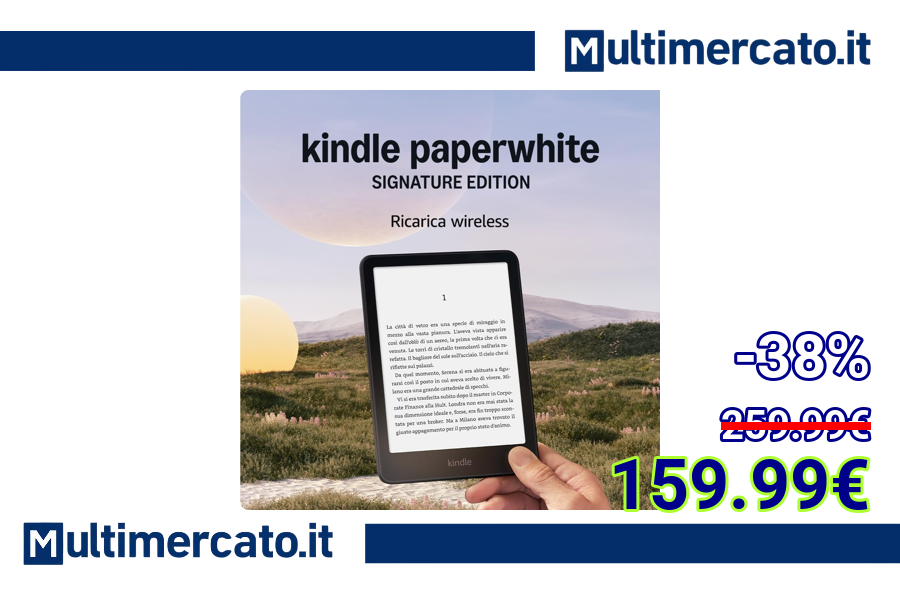 Multimercato.it
kindle paperwhite
SIGNATURE EDITION
Ricarica wireless
1
La città di vetro era una specie di miraggio in
mezzo alla vasta pianura. L'aveva vista apparire
così dall'oblò di un aereo, la prima volta che ci era
venuta. Le torri di cristallo tremolenti nell'aria ra-
refatta. Il bagliore del sole sull'acciaio. Il cielo che si
riflette sui palazzi.
Da quel momento, Serena si era abituata a figu-
rarsi così il posto in cui aveva scelto di vivere. Mi-
lano era una grande cattedrale di specchi.
Vi si era trasferita subito dopo il master in Corpo-
rate Finance alla Hult. Londra non era mai stata la
sua dimensione ideale e, forse, era fin troppo scon-
tata per una broker. Ma a Milano aveva trovato il
giusto appagamento per il proprio stato d'animo.
kindle
-38%
259.99€
159.99€
Multimercato.it